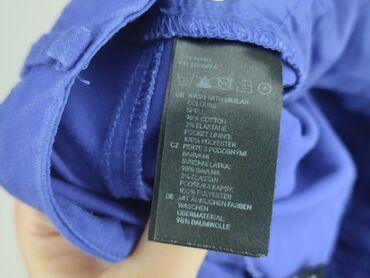 GB WASH WITH SIMILAR
COLOURS
SHELL:
98% COTTON
2% ELASTANE
POCKET LINING:
100% POLYESTER
CZ PERTE S PODOBNÝMI
BARVAMI
SVRCHNÍ LÁTKA:
98% BAVLNA
2% ELASTIN
PODŠÍVKA KAPSY:
100% POLYESTER
DE MIT ÄHNLICHEN FARBEN
WASCHEN
OBERMATERIAL:
98% BAUMWOLLE